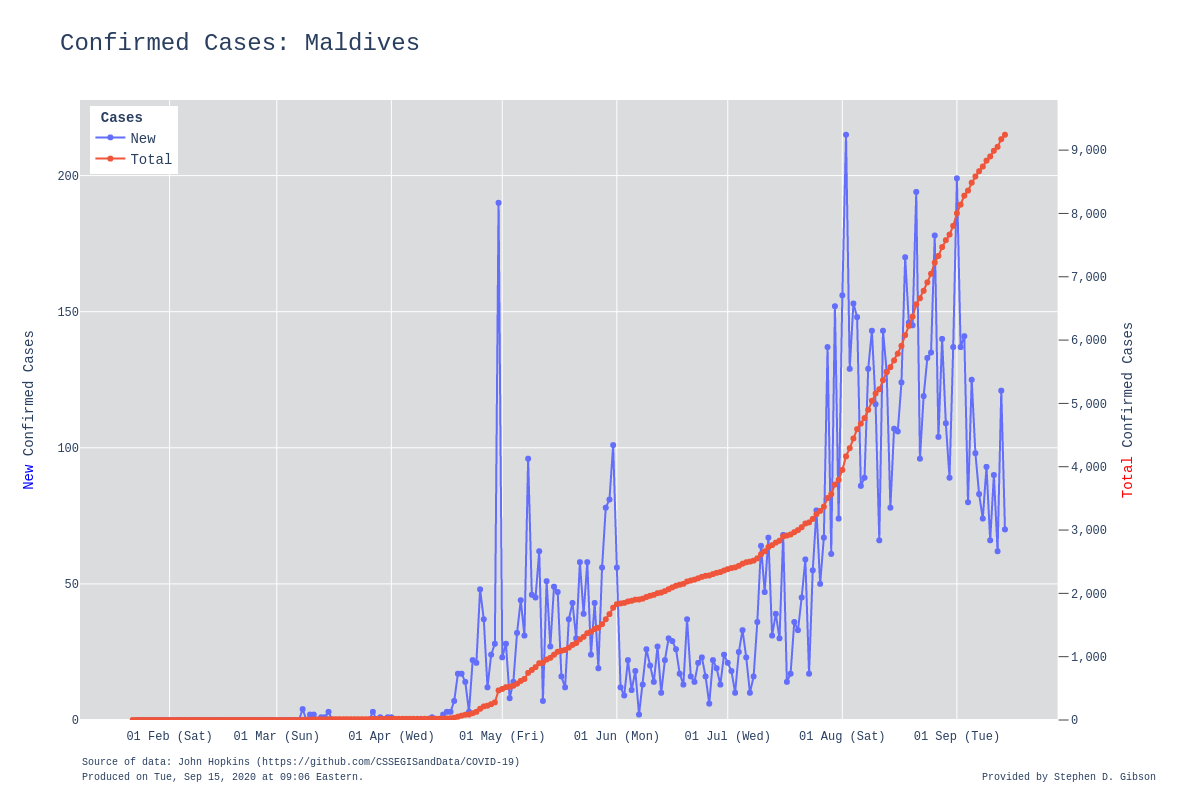 Confirmed Cases: Maldives
Cases
New
Total
200
150
100
50
0
New Confirmed Cases
9,000
8,000
7,000
6,000
5,000
4,000
3,000
2,000
1,000
0
Total Confirmed Cases
01 Feb (Sat) 01 Mar (Sun) 01 Apr (Wed) 01 May (Fri) 01 Jun (Mon) 01 Jul (Wed) 01 Aug (Sat) 01 Sep (Tue)
Source of data: John Hopkins (https://github.com/CSSEGISandData/COVID-19)
Produced on Tue, Sep 15, 2020 at 09:06 Eastern.
Provided by Stephen D. Gibson